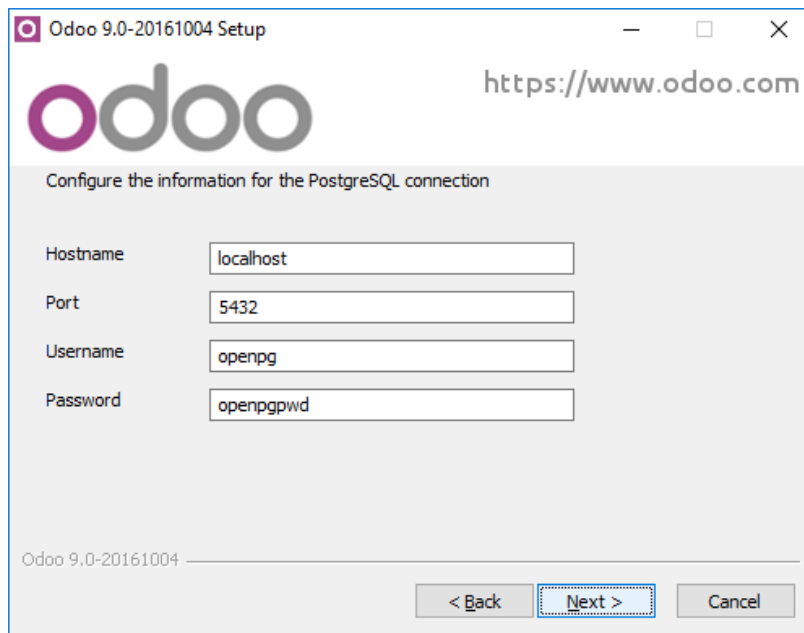 Odoo 9.0-20161004 Setup
odoo
https://www.odoo.com
Configure the information for the PostgreSQL connection
Hostname localhost
Port 5432
Username openpg
Password openpgpwd
Odoo 9.0-20161004
< Back Next > Cancel